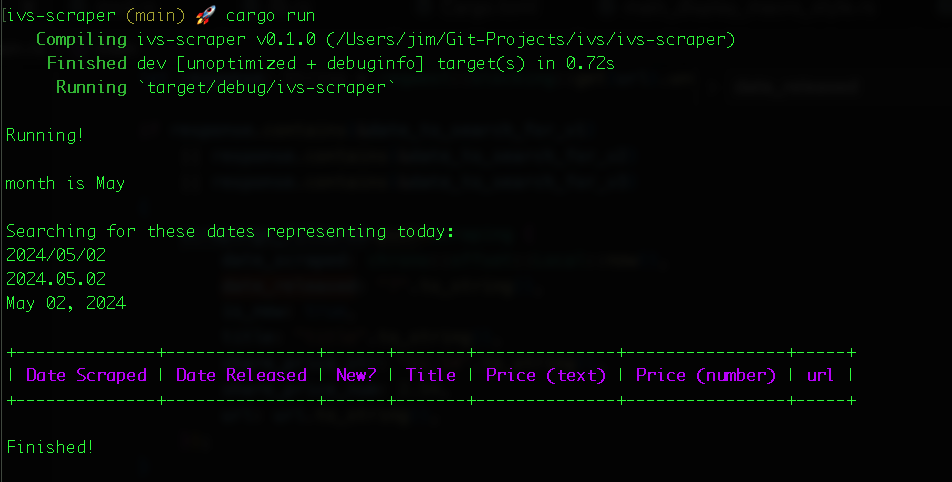 ivs-scraper (main) 🚀 cargo run
Compiling ivs-scraper v0.1.0 (/Users/jim/Git-Projects/ivs/ivs-scraper)
Finished dev [unoptimized + debuginfo] target(s) in 0.72s
Running `target/debug/ivs-scraper`
Running!
month is May
Searching for these dates representing today:
2024/05/02
2024.05.02
May 02, 2024
+--------------+---------------+------+-------+--------------+----------------+-----+
| Date Scraped | Date Released | New? | Title | Price (text) | Price (number) | url |
+--------------+---------------+------+-------+--------------+----------------+-----+
Finished!